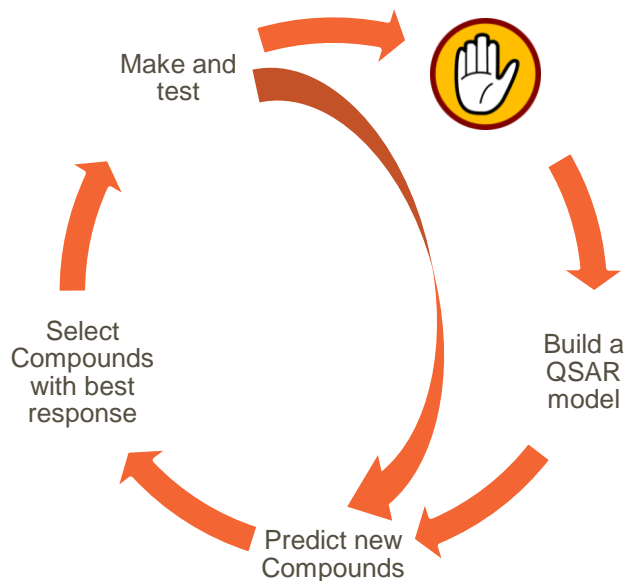 Make and
test
Build a
QSAR
model
Predict new
Compounds
Select
Compounds
with best
response